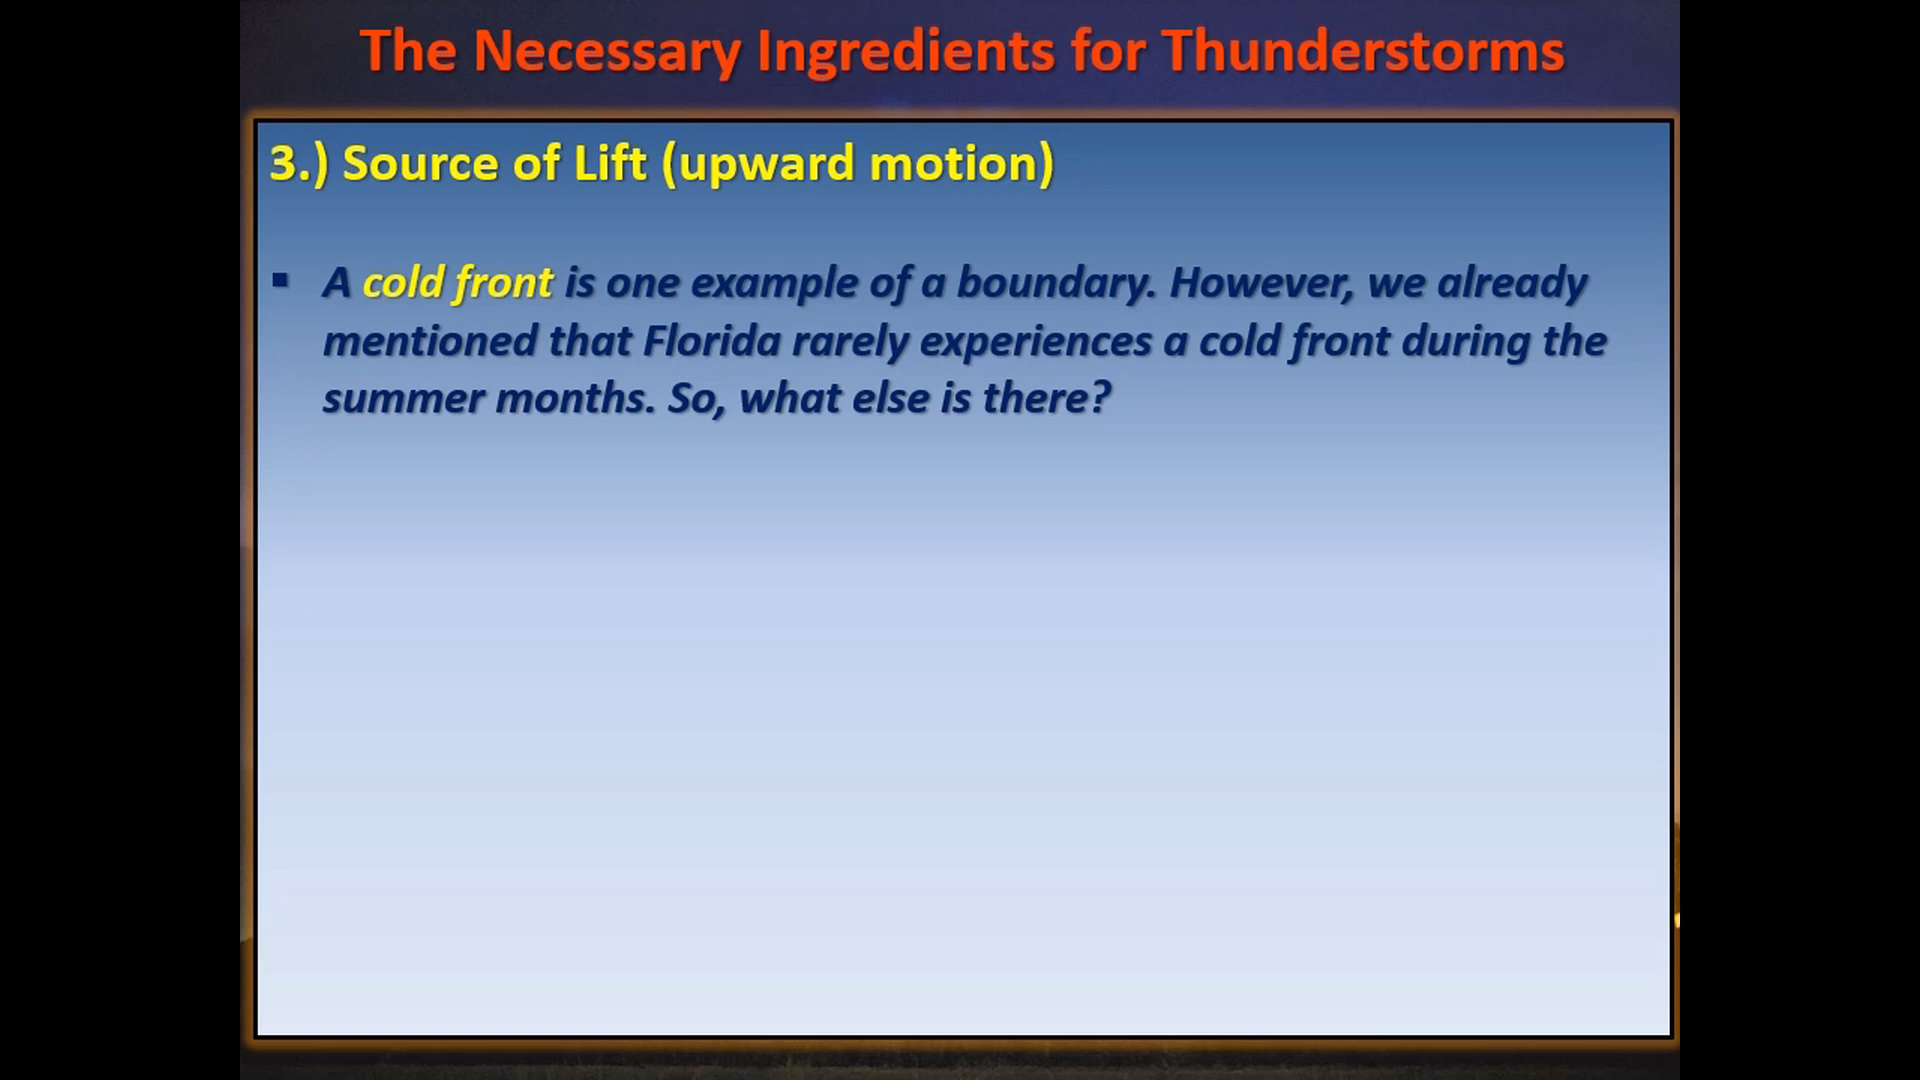 The Necessary Ingredients for Thunderstorms
3.) Source of Lift (upward motion)
▪ A cold front is one example of a boundary. However, we already
mentioned that Florida rarely experiences a cold front during the
summer months. So, what else is there?